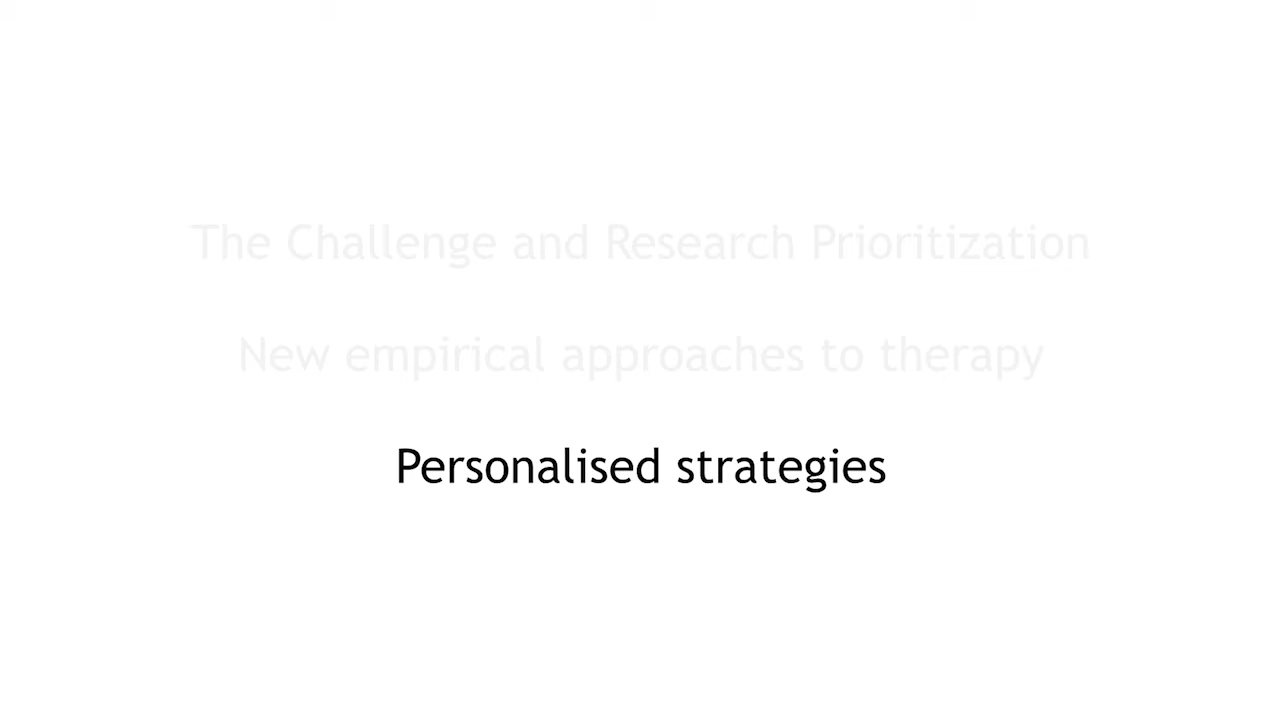 The Challenge and Research Prioritization
New empirical approaches to therapy
Personalised strategies